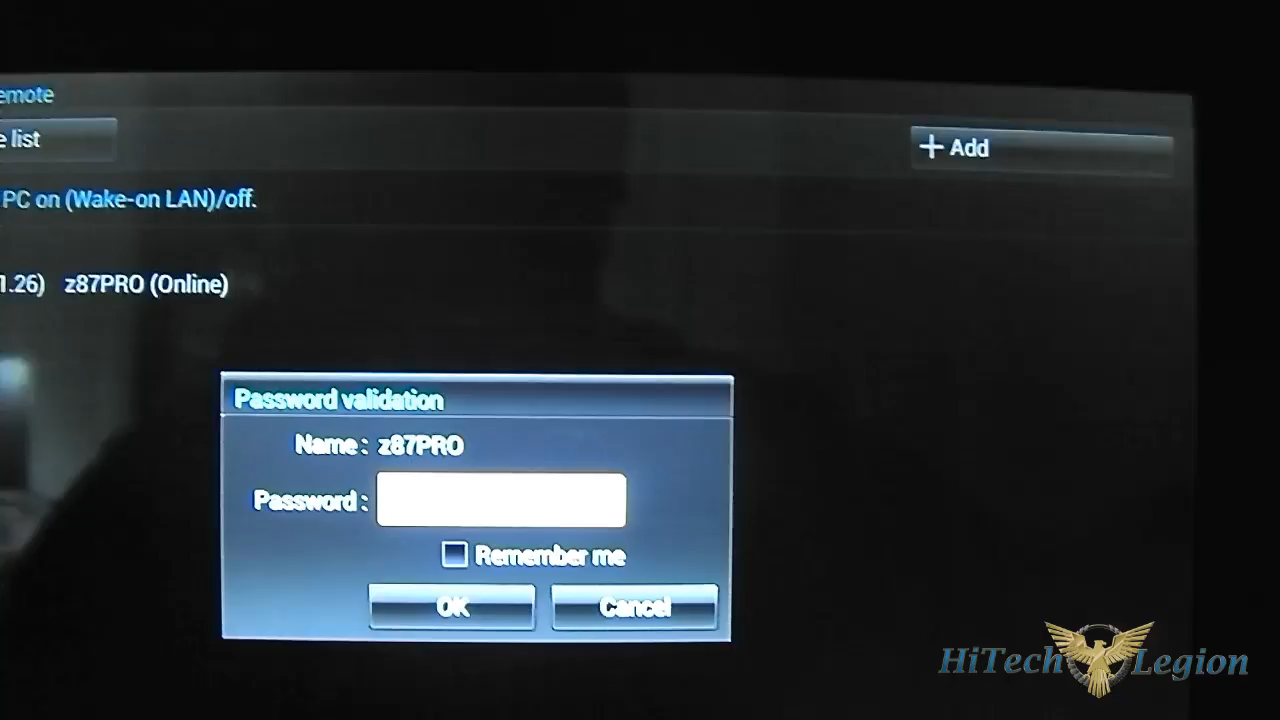 emote
e list
+ Add
PC on (Wake-on LAN)/off.
1.26) z87PRO (Online)
Password validation
Name : z87PRO
Password :
Remember me
OK Cancel
HiTech Legion